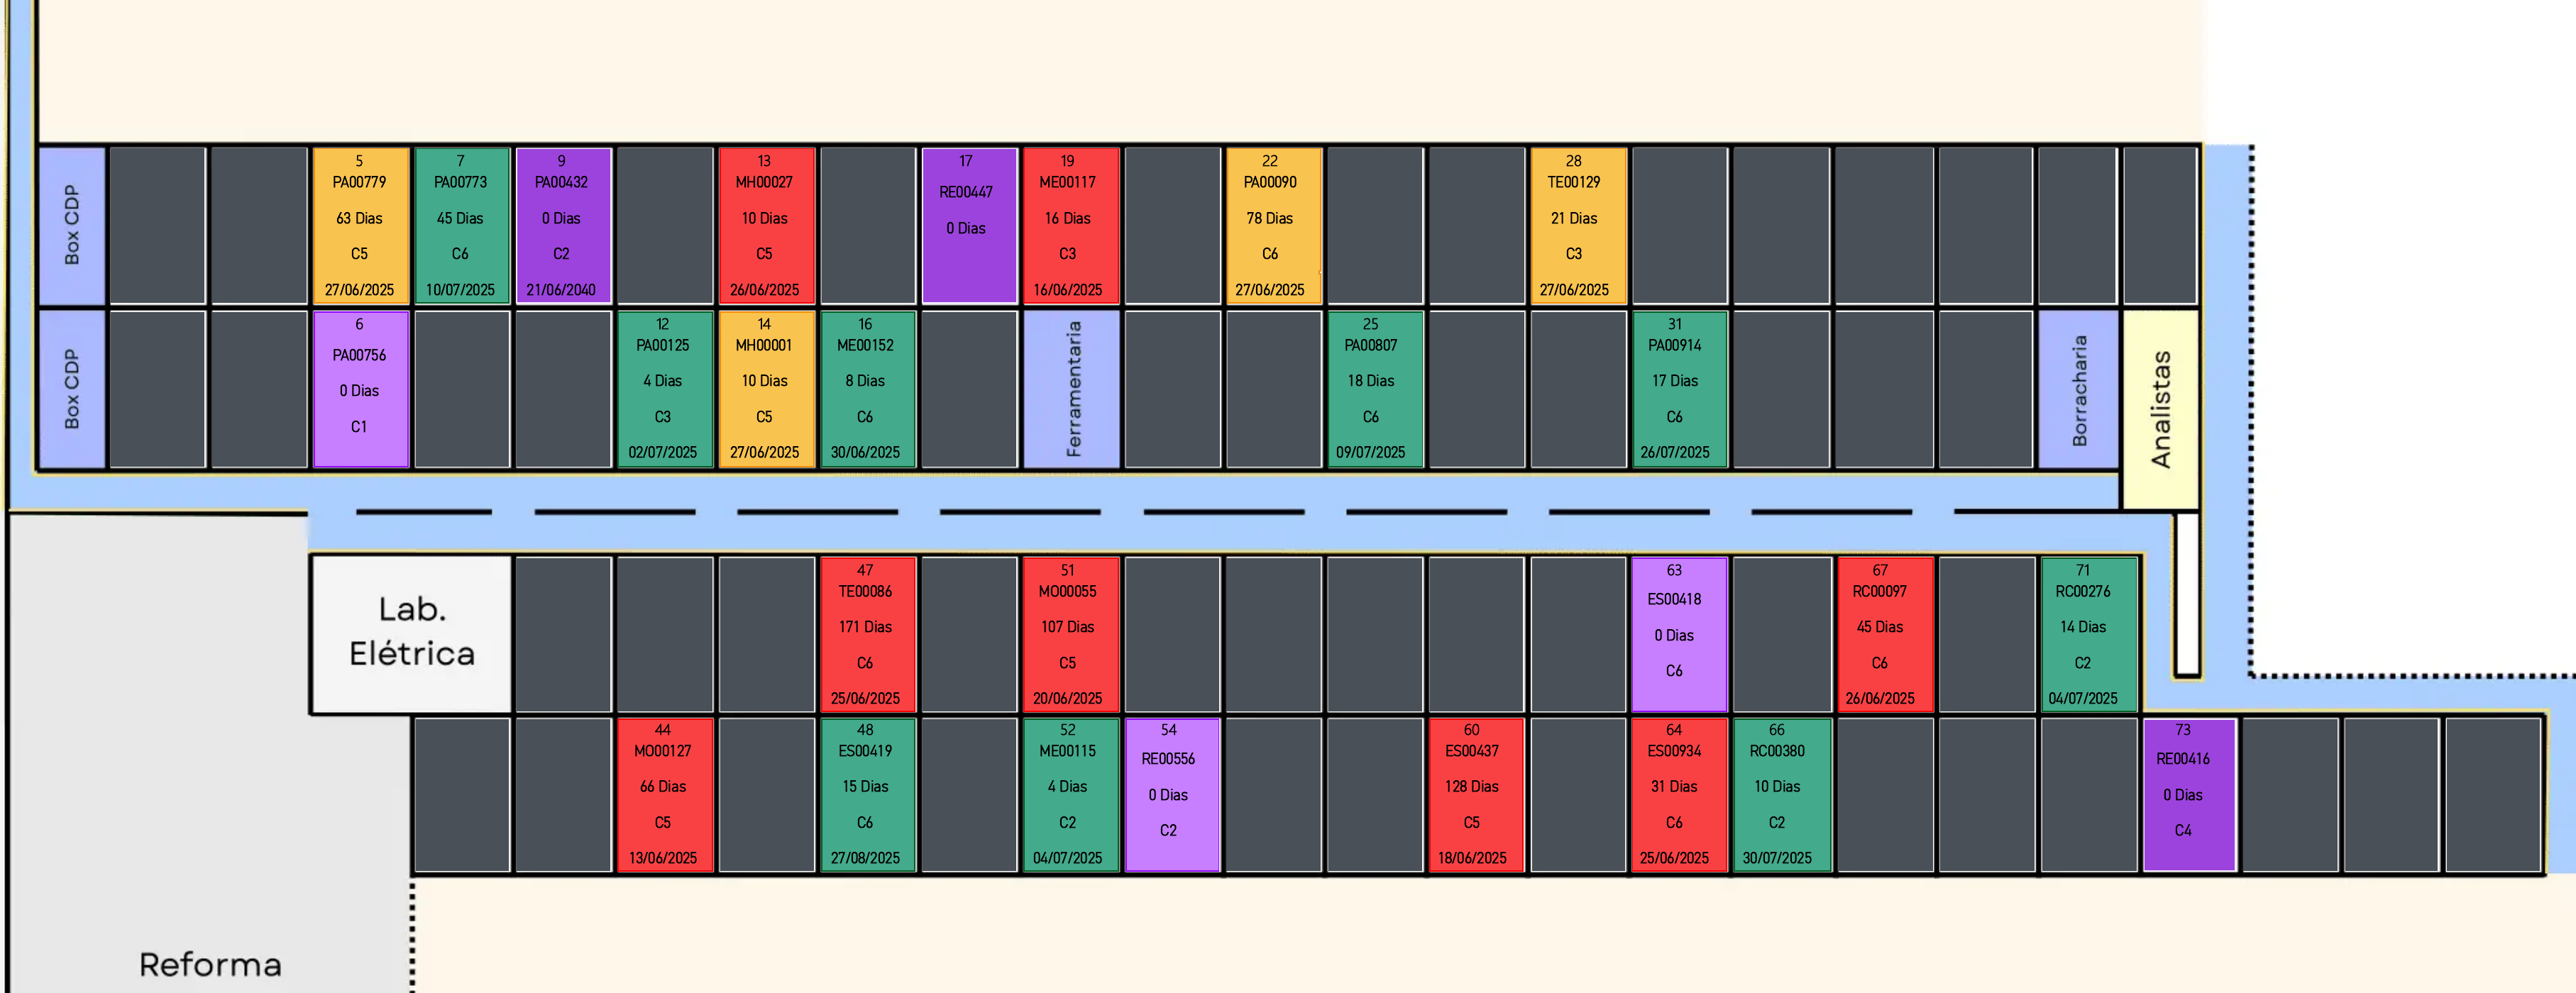 Box CDP
5
PA00779
63 Dias
C5
27/06/2025
7
PA00773
45 Dias
C6
10/07/2025
9
PA00432
0 Dias
C2
21/06/2040
13
MH00027
10 Dias
C5
26/06/2025
17
RE00447
0 Dias
19
ME00117
16 Dias
C3
16/06/2025
22
PA00090
78 Dias
C6
27/06/2025
28
TE00129
21 Dias
C3
27/06/2025
Box CDP
6
PA00756
0 Dias
C1
12
PA00125
4 Dias
C3
02/07/2025
14
MH00001
10 Dias
C5
27/06/2025
16
ME00152
8 Dias
C6
30/06/2025
Ferramentaria
25
PA00807
18 Dias
C6
09/07/2025
31
PA00914
17 Dias
C6
26/07/2025
Borracharia
Analistas
Lab.
Elétrica
47
TE00086
171 Dias
C6
25/06/2025
51
MO00055
107 Dias
C5
20/06/2025
63
ES00418
0 Dias
C6
67
RC00097
45 Dias
C6
26/06/2025
71
RC00276
14 Dias
C2
04/07/2025
44
MO00127
66 Dias
C5
13/06/2025
48
ES00419
15 Dias
C6
27/08/2025
52
ME00115
4 Dias
C2
04/07/2025
54
RE00556
0 Dias
C2
60
ES00437
128 Dias
C5
18/06/2025
64
ES00934
31 Dias
C6
25/06/2025
66
RC00380
10 Dias
C2
30/07/2025
73
RE00416
0 Dias
C4
Reforma